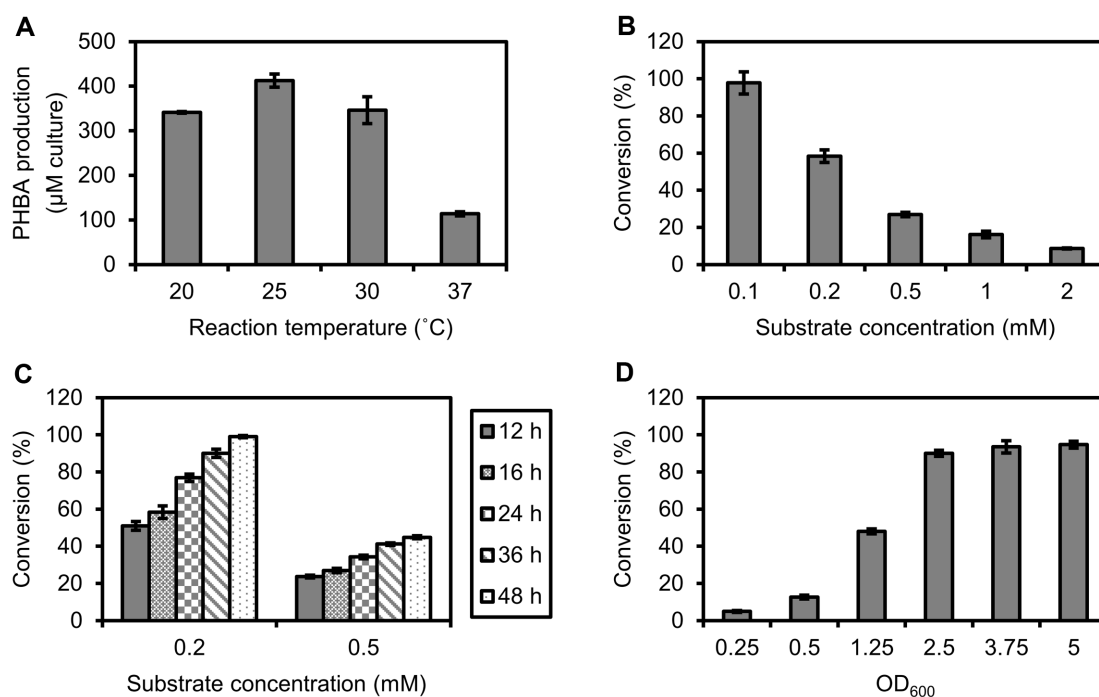 A
PHBA production
(µM culture)
500
400
300
200
100
0
20 25 30 37
Reaction temperature (˚C)
B
Conversion (%)
120
100
80
60
40
20
0
0.1 0.2 0.5 1 2
Substrate concentration (mM)
C
Conversion (%)
120
100
80
60
40
20
0
0.2 0.5
Substrate concentration (mM)
12 h
16 h
24 h
36 h
48 h
D
Conversion (%)
120
100
80
60
40
20
0
0.25 0.5 1.25 2.5 3.75 5
OD600